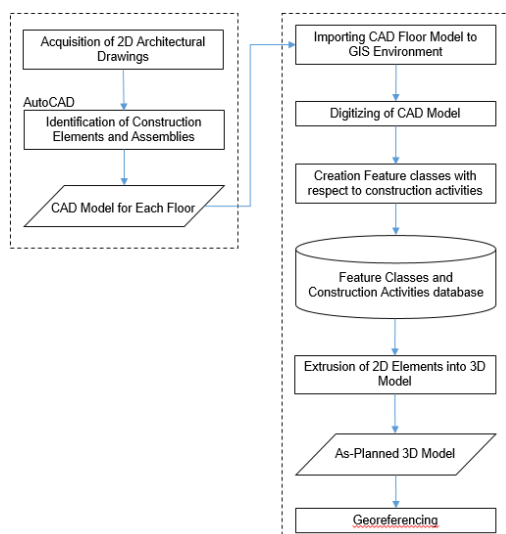 Acquisition of 2D Architectural
Drawings
AutoCAD
Identification of Construction
Elements and Assemblies
CAD Model for Each Floor
Importing CAD Floor Model to
GIS Environment
Digitizing of CAD Model
Creation Feature classes with
respect to construction activities
Feature Classes and
Construction Activities database
Extrusion of 2D Elements into 3D
Model
As-Planned 3D Model
Georeferencing